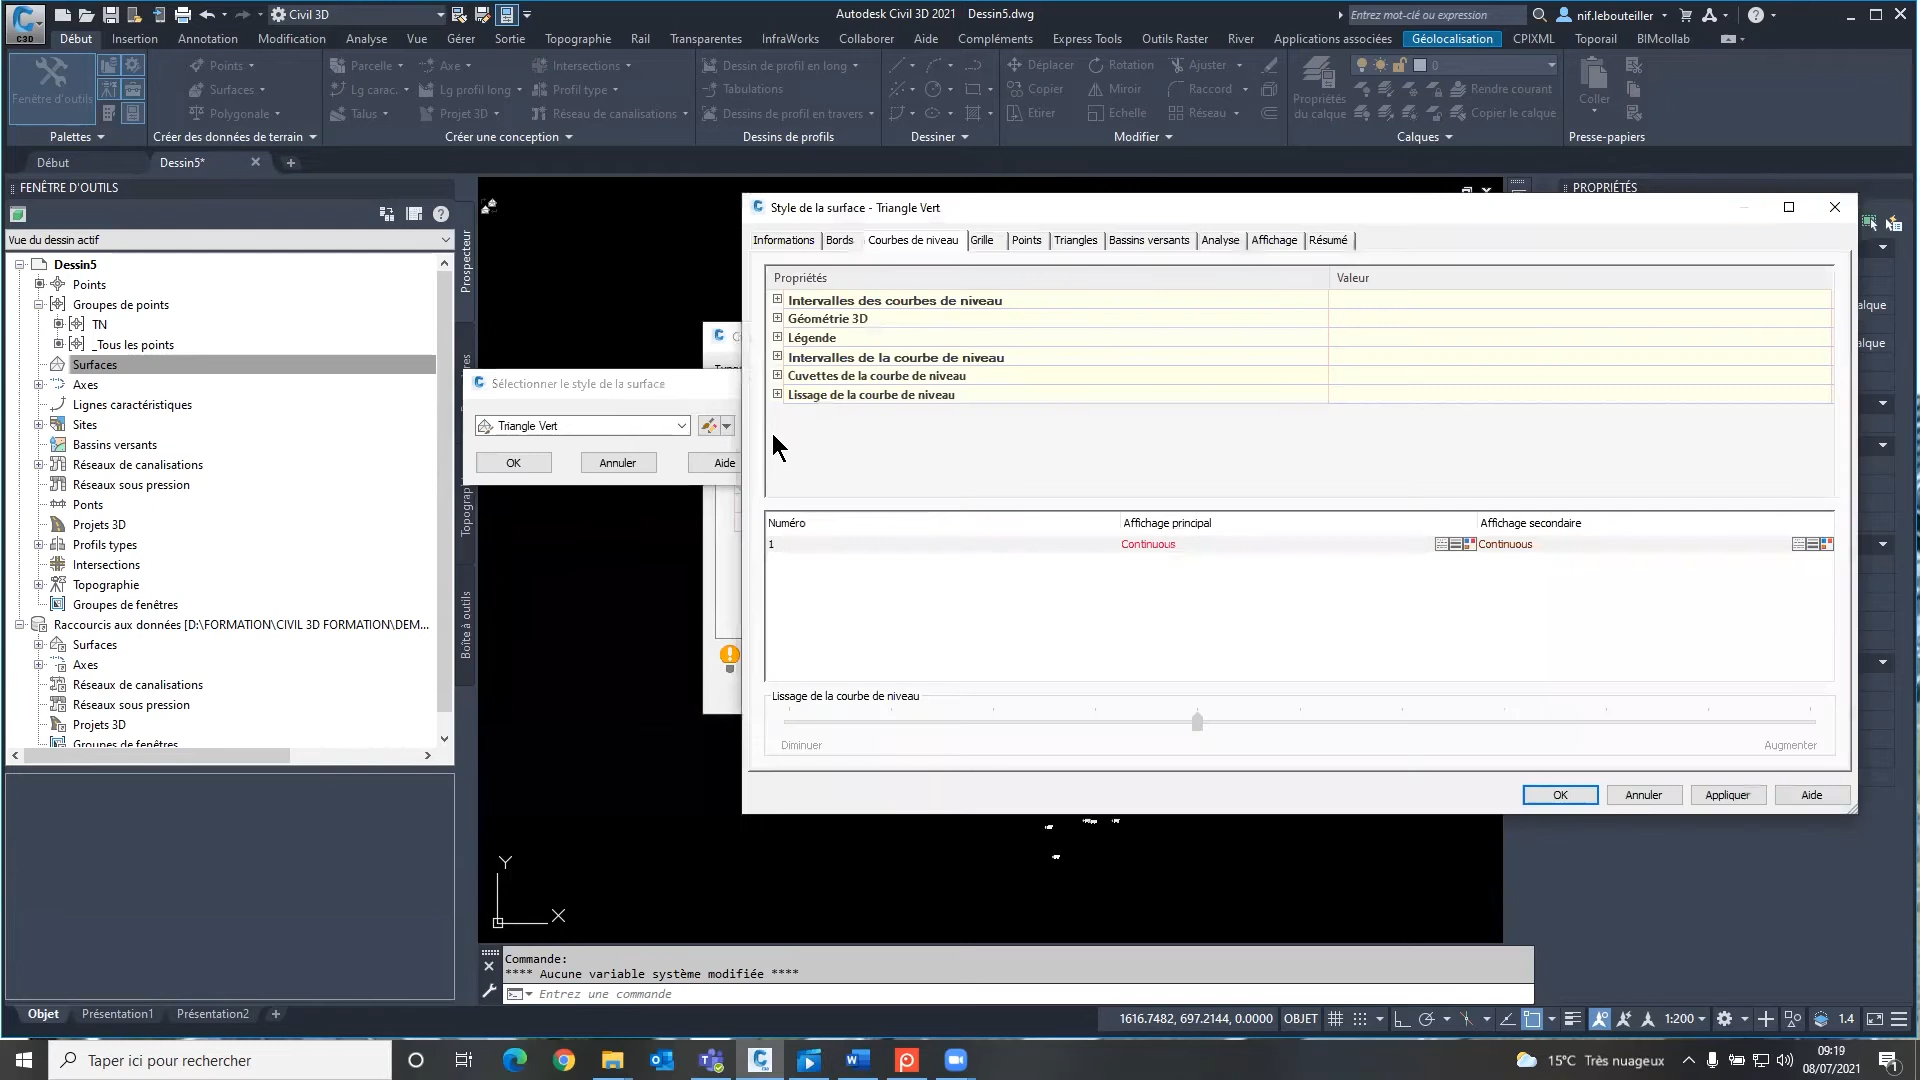 Civil 3D
Autodesk Civil 3D 2021 Dessin5.dwg
Entrez mot-clé ou expression
nif.lebouteiller
C3D
Début Insertion Annotation Modification Analyse Vue Gérer Sortie Topographie Rail Transparentes InfraWorks Collaborer Aide Compléments Express Tools Outils Raster River Applications associées Géolocalisation CPIXML Toporail BIMcollab
Fenêtre d'outils
Points Parcelle Axe Intersections Dessin de profil en long Déplacer Rotation Ajuster 0
Surfaces Lg carac. Lg profil long Profil type Tabulations Copier Miroir Raccord Propriétés du calque Rendre courant Coller
Polygonale Talus Projet 3D Réseau de canalisations Dessins de profil en travers Etirer Echelle Réseau Copier le calque
Palettes Créer des données de terrain Créer une conception Dessins de profils Dessiner Modifier Calques Presse-papiers
Début Dessin5*
FENÊTRE D'OUTILS
PROPRIÉTÉS
Vue du dessin actif
Dessin5
Points
Groupes de points
TN
_Tous les points
Surfaces
Axes
Lignes caractéristiques
Sites
Bassins versants
Réseaux de canalisations
Réseaux sous pression
Ponts
Projets 3D
Profils types
Intersections
Topographie
Groupes de fenêtres
Raccourcis aux données [D:\FORMATION\CIVIL 3D FORMATION\DEM...
Surfaces
Axes
Réseaux de canalisations
Réseaux sous pression
Projets 3D
Groupes de fenêtres
Prospecteur
Topograp
Boîte à outils
Sélectionner le style de la surface
Triangle Vert
OK Annuler Aide
Style de la surface - Triangle Vert
Informations Bords Courbes de niveau Grille Points Triangles Bassins versants Analyse Affichage Résumé
Propriétés Valeur
Intervalles des courbes de niveau
Géométrie 3D
Légende
Intervalles de la courbe de niveau
Cuvettes de la courbe de niveau
Lissage de la courbe de niveau
Numéro Affichage principal Affichage secondaire
1 Continuous Continuous
Lissage de la courbe de niveau
Diminuer Augmenter
OK Annuler Appliquer Aide
alque
alque
Y
X
Commande:
**** Aucune variable système modifiée ****
Entrez une commande
Objet Présentation1 Présentation2
1616.7482, 697.2144, 0.0000 OBJET 1:200 1.4
Taper ici pour rechercher
15°C Très nuageux
09:19
08/07/2021
1